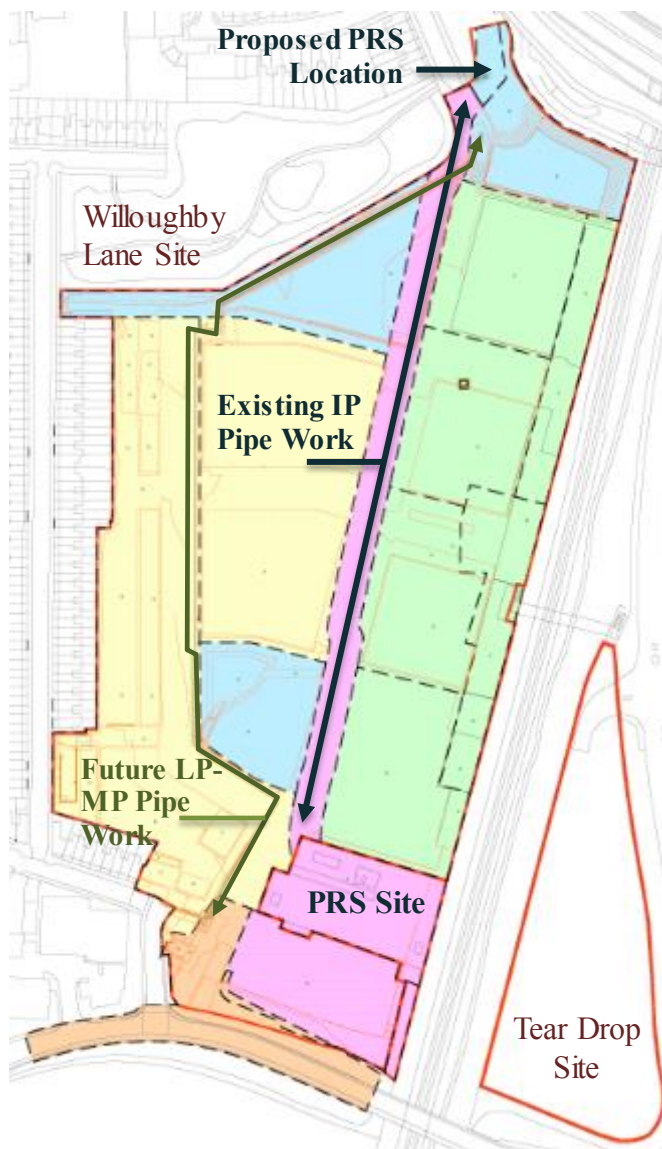 Proposed PRS
Location
Willoughby
Lane Site
Existing IP
Pipe Work
Future LP-
MP Pipe
Work
PRS Site
Tear Drop
Site